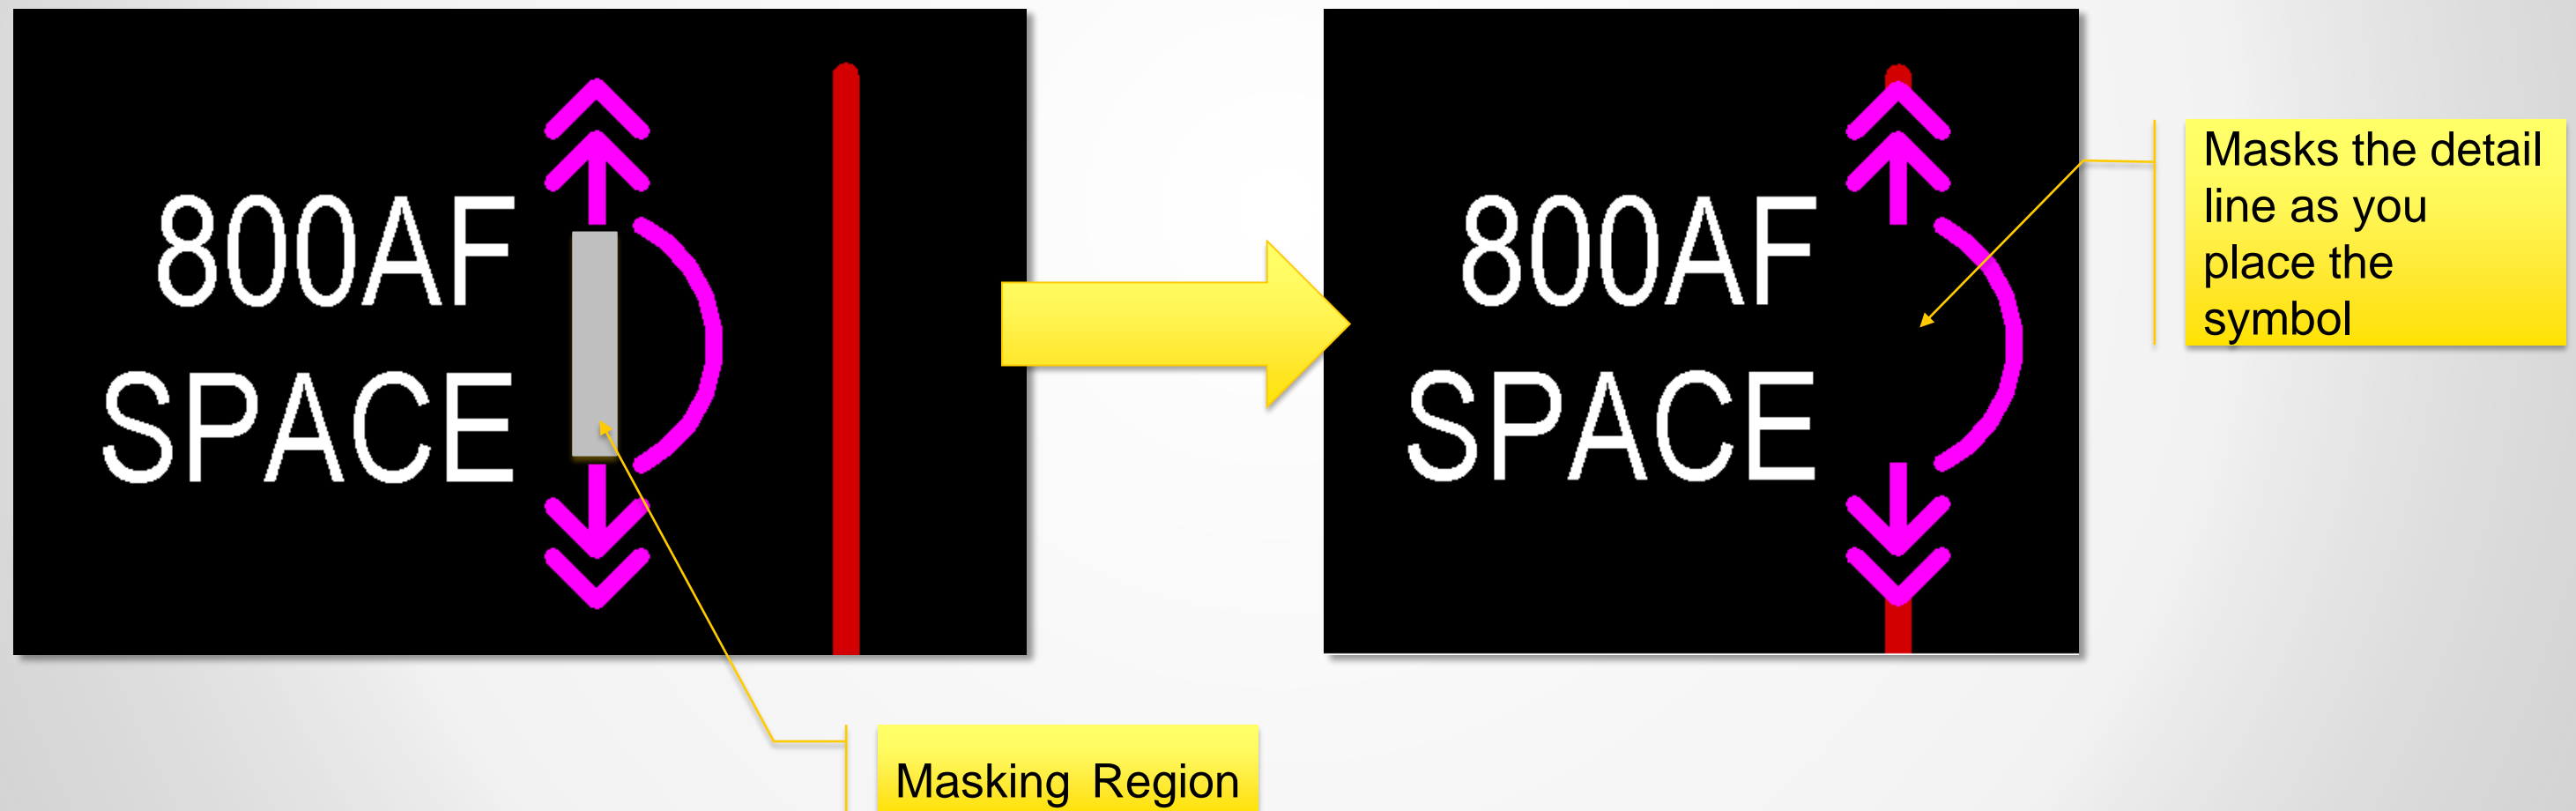 800AF
SPACE
800AF
SPACE
Masks the detail
line as you
place the
symbol
Masking Region